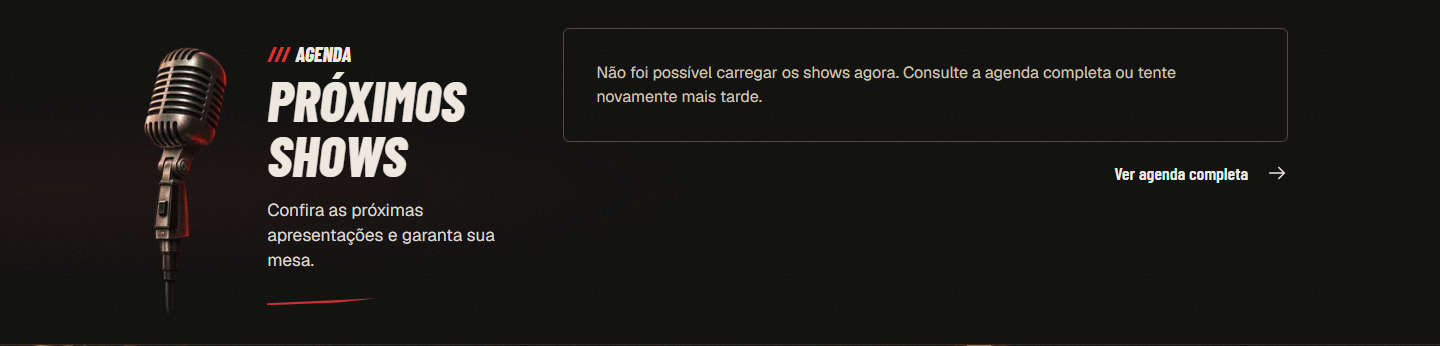 /// AGENDA
PRÓXIMOS
SHOWS
Confira as próximas
apresentações e garanta sua
mesa.
Não foi possível carregar os shows agora. Consulte a agenda completa ou tente
novamente mais tarde.
Ver agenda completa →